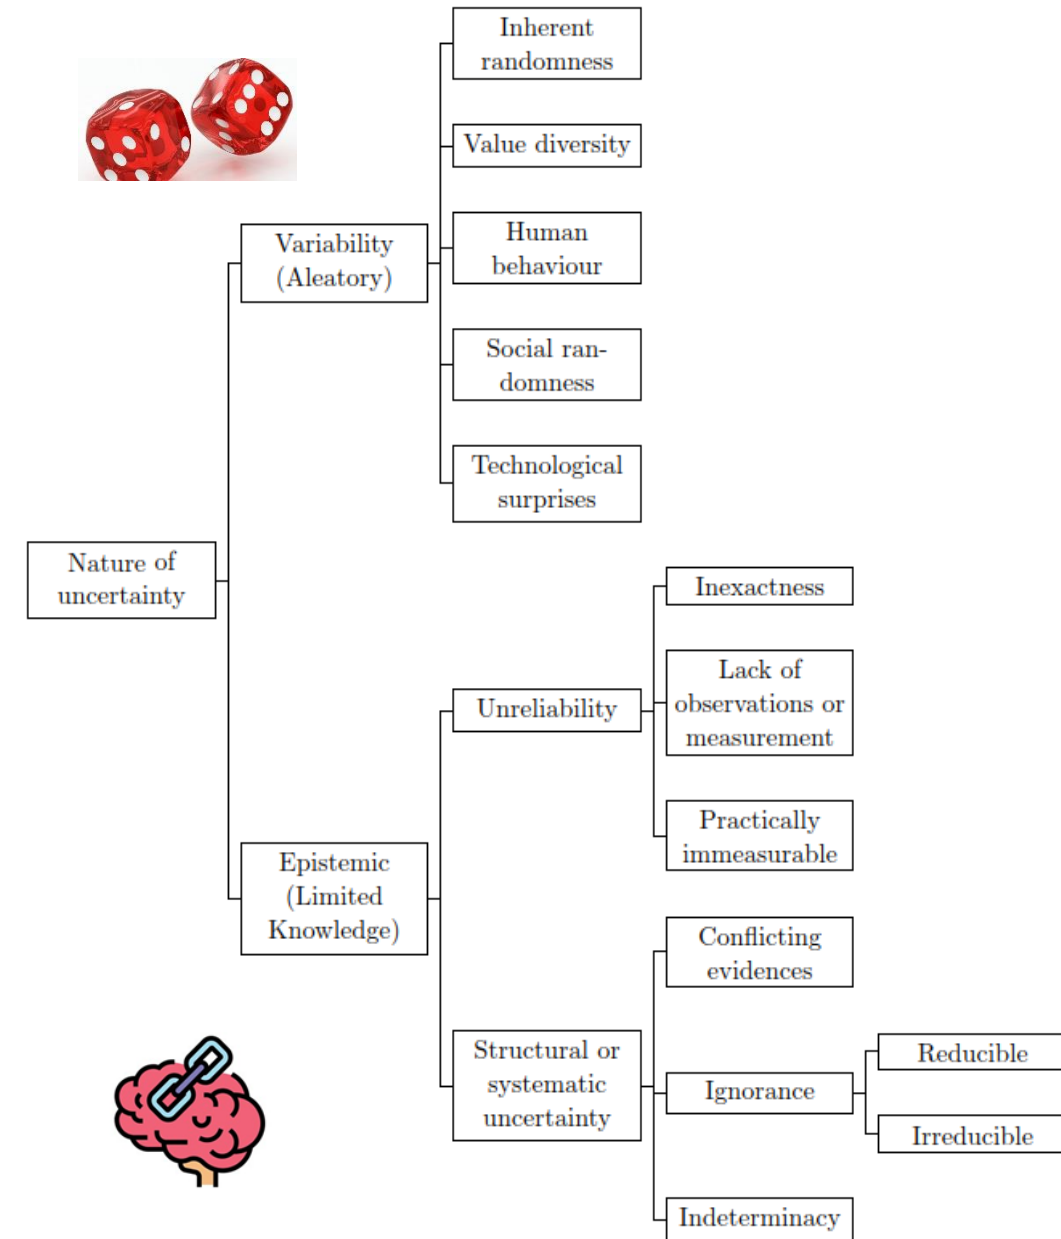 Inherent
randomness
Value diversity
Human
behaviour
Variability
(Aleatory)
Social ran-
domness
Technological
surprises
Nature of
uncertainty
Inexactness
Lack of
observations or
measurement
Unreliability
Practically
immeasurable
Epistemic
(Limited
Knowledge)
Conflicting
evidences
Structural or
systematic
uncertainty
Ignorance
Reducible
Irreducible
Indeterminacy